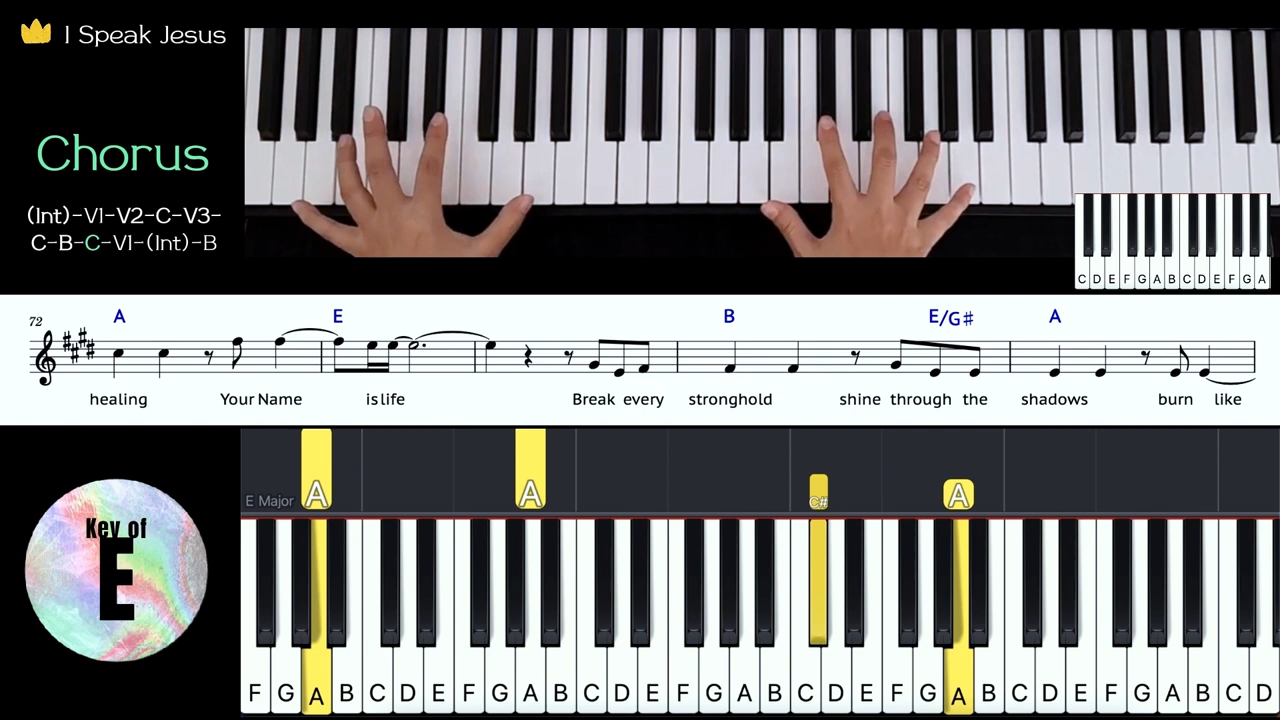 I Speak Jesus
Chorus
(Int)-V1-V2-C-V3-
C-B-C-V1-(Int)-B
C D E F G A B C D E F G A
A E B E/G♯ A
72
healing Your Name is life Break every stronghold shine through the shadows burn like
A A C# A
E Major
Key of
E
F G A B C D E F G A B C D E F G A B C D E F G A B C D E F G A B C D